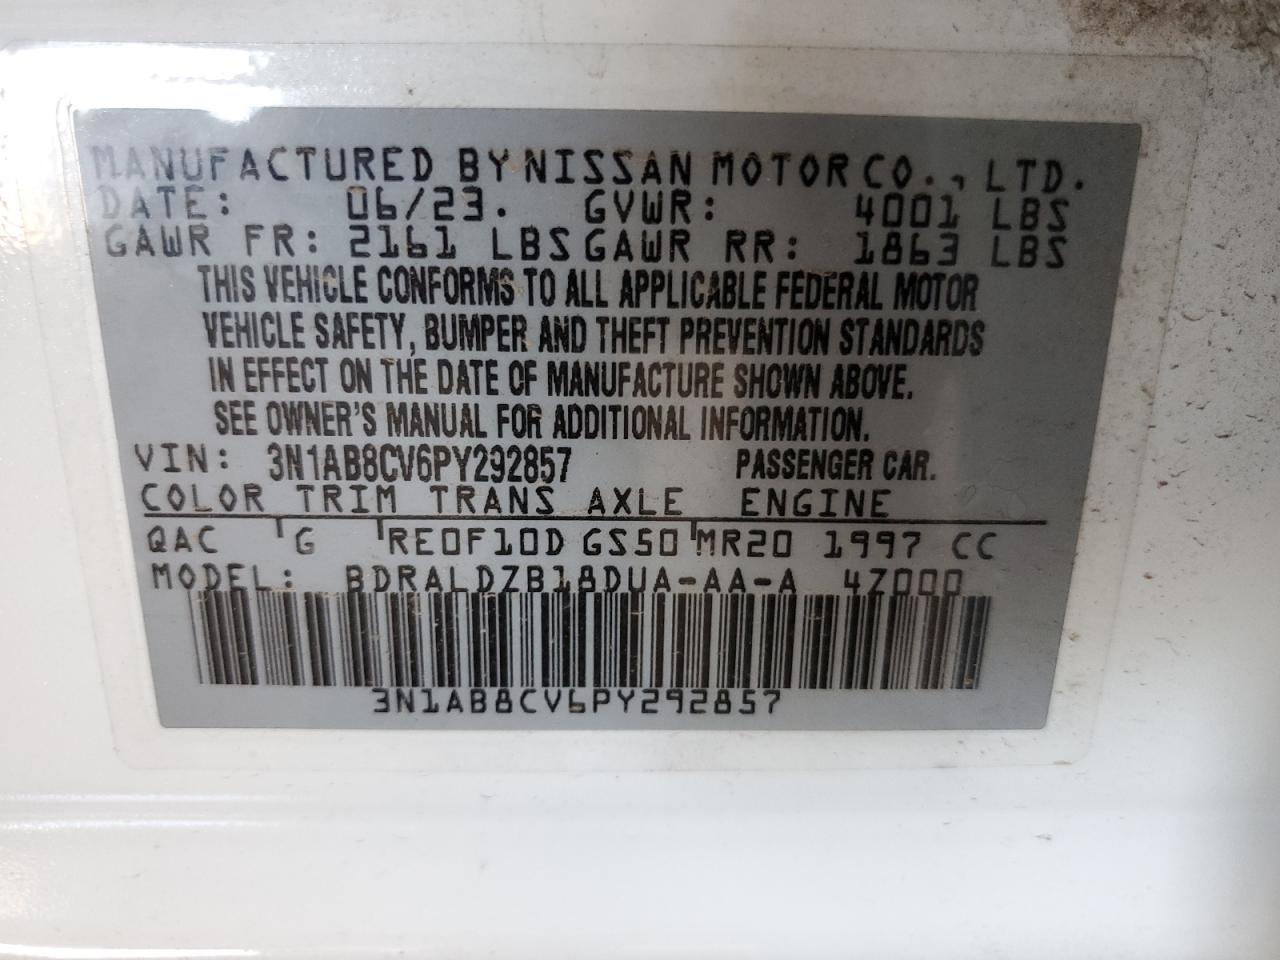 MANUFACTURED BY NISSAN MOTOR CO., LTD.
DATE: 06/23. GVWR: 4001 LBS
GAWR FR: 2161 LBS GAWR RR: 1863 LBS
THIS VEHICLE CONFORMS TO ALL APPLICABLE FEDERAL MOTOR
VEHICLE SAFETY, BUMPER AND THEFT PREVENTION STANDARDS
IN EFFECT ON THE DATE OF MANUFACTURE SHOWN ABOVE.
SEE OWNER'S MANUAL FOR ADDITIONAL INFORMATION.
VIN: 3N1AB8CV6PY292857 PASSENGER CAR.
COLOR TRIM TRANS AXLE ENGINE
QAC G RE0F10D GS50 MR20 1997 CC
MODEL: BDRALDZB18DUA-AA-A 4Z000
3N1AB8CV6PY292857